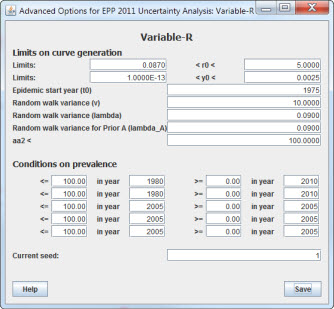 Advanced Options for EPP 2011 Uncertainty Analysis: Variable-R
Variable-R
Limits on curve generation
Limits: 0.0870 < r0 < 5.0000
Limits: 1.0000E-13 < y0 < 0.0025
Epidemic start year (t0) 1975
Random walk variance (v) 10.0000
Random walk variance (lambda) 0.0900
Random walk variance for Prior A (lambda_A) 0.0900
aa2 < 100.0000
Conditions on prevalence
<= 100.00 in year 1980 >= 0.00 in year 2010
<= 100.00 in year 1980 >= 0.00 in year 2010
<= 100.00 in year 2005 >= 0.00 in year 2005
<= 100.00 in year 2005 >= 0.00 in year 2005
<= 100.00 in year 2005 >= 0.00 in year 2005
Current seed: 1
Help Save